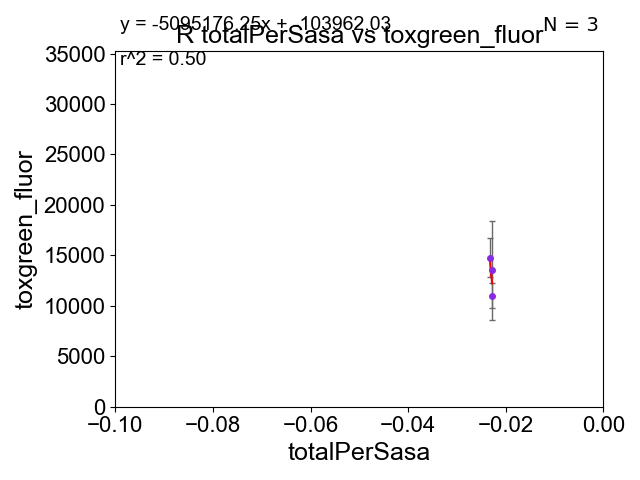 y = -5095176.25x + -103962.03
N = 3
R totalPerSasa vs toxgreen_fluor
r^2 = 0.50
35000
30000
25000
20000
15000
10000
5000
0
toxgreen_fluor
−0.10 −0.08 −0.06 −0.04 −0.02 0.00
totalPerSasa